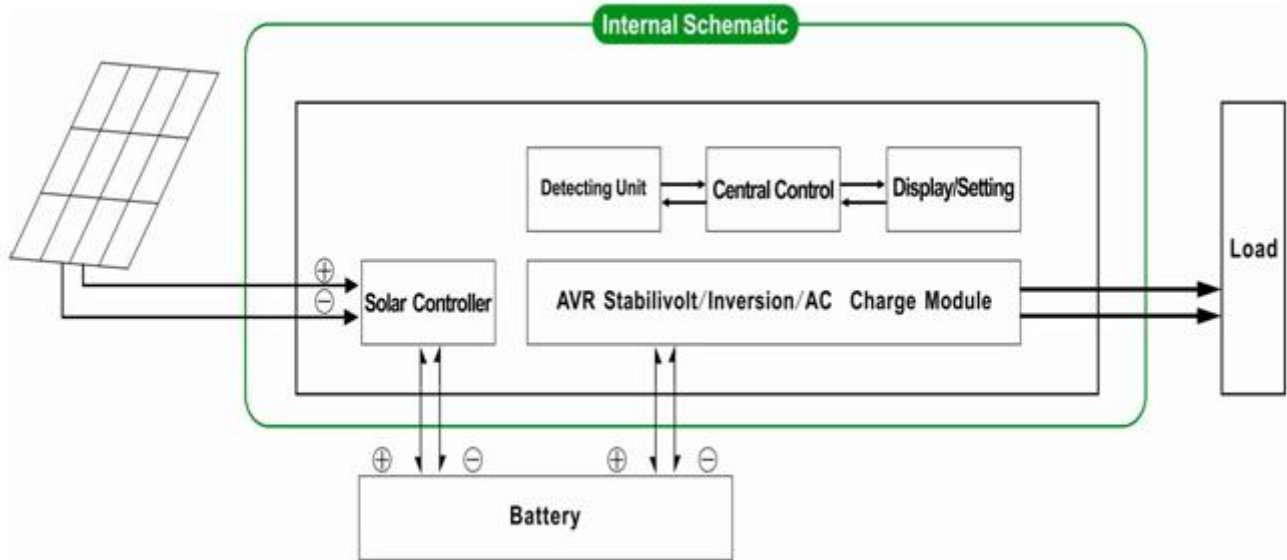 Internal Schematic
Detecting Unit
Central Control
Display/Setting
Load
⊕
⊖
Solar Controller
AVR Stabilivolt/Inversion/AC Charge Module
⊕ ⊖ ⊕ ⊖
Battery